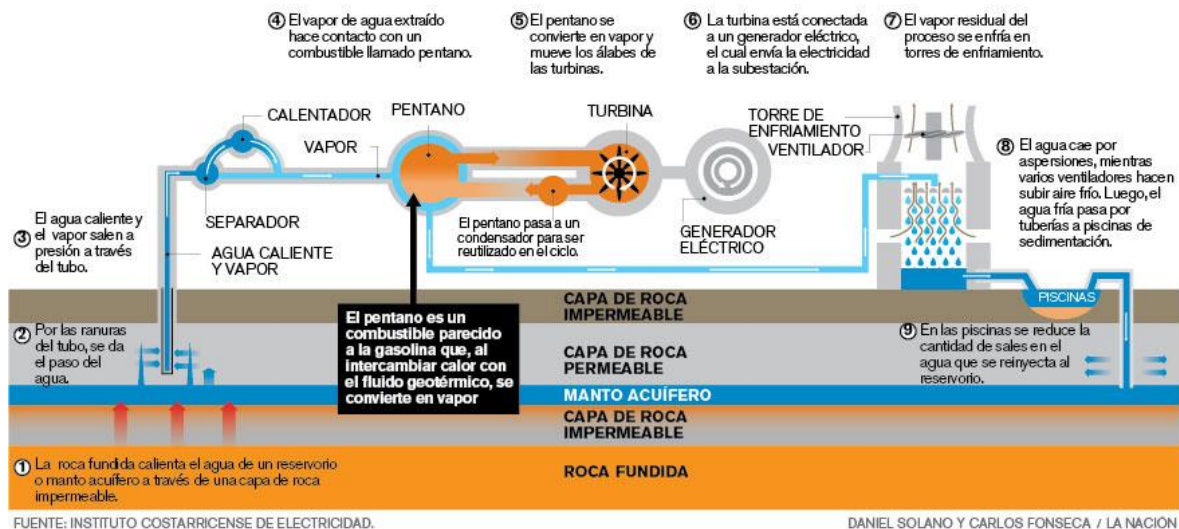 ④ El vapor de agua extraído
hace contacto con un
combustible llamado pentano.
⑤ El pentano se
convierte en vapor y
mueve los álabes de
las turbinas.
⑥ La turbina está conectada
a un generador eléctrico,
el cual envía la electricidad
a la subestación.
⑦ El vapor residual del
proceso se enfría en
torres de enfriamiento.
CALENTADOR
PENTANO
TURBINA
TORRE DE
ENFRIAMIENTO
VENTILADOR
VAPOR
SEPARADOR
AGUA CALIENTE
Y VAPOR
El pentano pasa a un
condensador para ser
reutilizado en el ciclo.
GENERADOR
ELÉCTRICO
⑧ El agua cae por
aspersiones, mientras
varios ventiladores hacen
subir aire frío. Luego, el
agua fría pasa por
tuberías a piscinas de
sedimentación.
③ El agua caliente y
el vapor salen a
presión a través
del tubo.
PISCINAS
② Por las ranuras
del tubo, se da
el paso del
agua.
El pentano es un
combustible parecido
a la gasolina que, al
intercambiar calor con
el fluido geotérmico, se
convierte en vapor
CAPA DE ROCA
IMPERMEABLE
CAPA DE ROCA
PERMEABLE
⑨ En las piscinas se reduce la
cantidad de sales en el
agua que se reinyecta al
reservorio.
MANTO ACUÍFERO
CAPA DE ROCA
IMPERMEABLE
① La roca fundida calienta el agua de un reservorio
o manto acuífero a través de una capa de roca
impermeable.
ROCA FUNDIDA
FUENTE: INSTITUTO COSTARRICENSE DE ELECTRICIDAD.
DANIEL SOLANO Y CARLOS FONSECA / LA NACIÓN